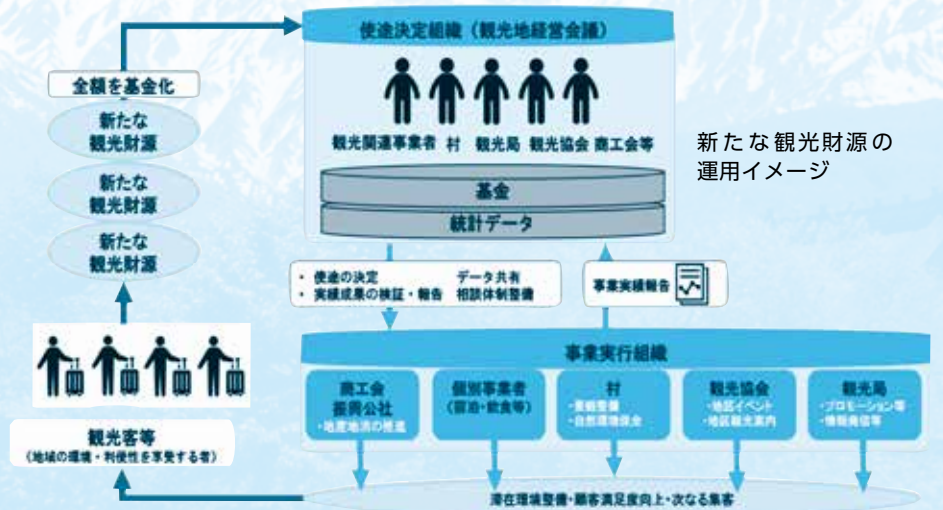 使途決定組織（観光地経営会議）
全額を基金化
新たな
観光財源
新たな
観光財源
新たな
観光財源
観光関連事業者 村 観光局 観光協会 商工会等
基金
統計データ
新たな観光財源の
運用イメージ
・ 使途の決定 データ共有
・ 実績成果の検証・報告 相談体制整備
事業実績報告
事業実行組織
商工会
振興公社
・地産地消の推進
個別事業者
（宿泊・飲食等）
村
・景観整備
・自然環境保全
観光協会
・地区イベント
・地区観光案内
観光局
・プロモーション等
・情報発信等
観光客等
（地域の環境・利便性を享受する者）
滞在環境整備・顧客満足度向上・次なる集客